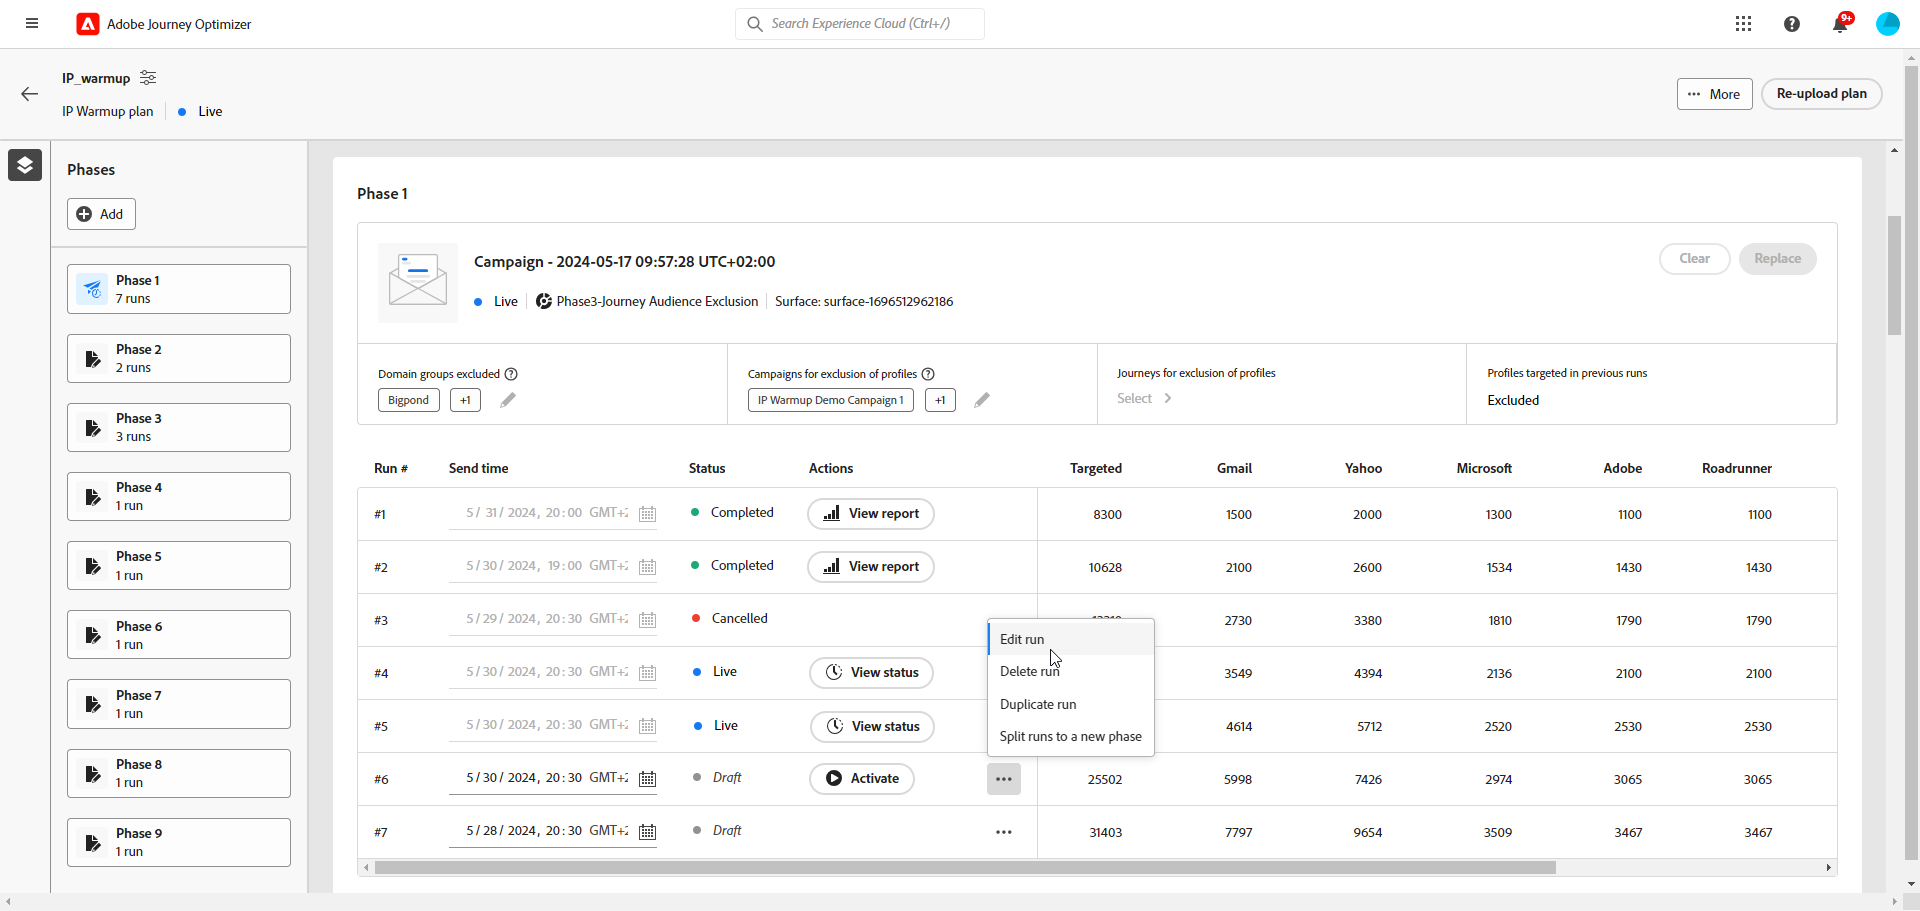 Adobe Journey Optimizer
Search Experience Cloud (Ctrl+/)
9+
IP_warmup
IP Warmup plan
Live
More
Re-upload plan
Phases
Add
Phase 1
7 runs
Phase 2
2 runs
Phase 3
3 runs
Phase 4
1 run
Phase 5
1 run
Phase 6
1 run
Phase 7
1 run
Phase 8
1 run
Phase 9
1 run
Phase 1
Campaign - 2024-05-17 09:57:28 UTC+02:00
Clear
Replace
Live
Phase3-Journey Audience Exclusion
Surface: surface-1696512962186
Domain groups excluded
Bigpond +1
Campaigns for exclusion of profiles
IP Warmup Demo Campaign 1 +1
Journeys for exclusion of profiles
Select
Profiles targeted in previous runs
Excluded
Run # Send time Status Actions Targeted Gmail Yahoo Microsoft Adobe Roadrunner
#1 5/31/2024, 20:00 GMT+2 Completed View report 8300 1500 2000 1300 1100 1100
#2 5/30/2024, 19:00 GMT+2 Completed View report 10628 2100 2600 1534 1430 1430
#3 5/29/2024, 20:30 GMT+2 Cancelled 2730 3380 1810 1790 1790
#4 5/30/2024, 20:30 GMT+2 Live View status 3549 4394 2136 2100 2100
#5 5/30/2024, 20:30 GMT+2 Live View status 4614 5712 2520 2530 2530
#6 5/30/2024, 20:30 GMT+2 Draft Activate 25502 5998 7426 2974 3065 3065
#7 5/28/2024, 20:30 GMT+2 Draft 31403 7797 9654 3509 3467 3467
Edit run
Delete run
Duplicate run
Split runs to a new phase